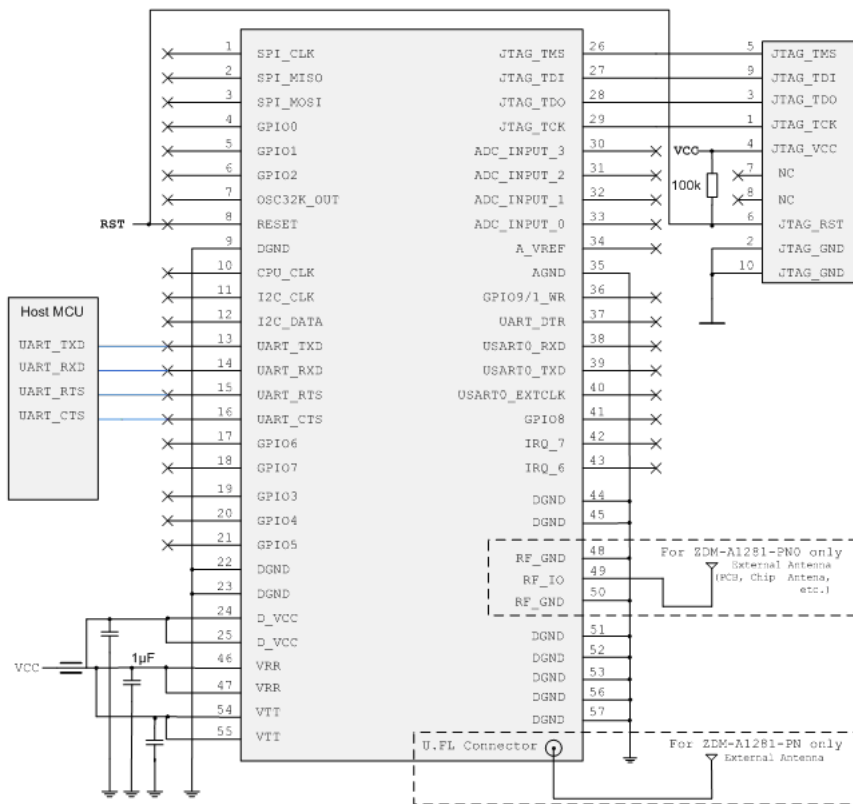 1 SPI_CLK JTAG_TMS 26 5 JTAG_TMS
2 SPI_MISO JTAG_TDI 27 9 JTAG_TDI
3 SPI_MOSI JTAG_TDO 28 3 JTAG_TDO
4 GPIO0 JTAG_TCK 29 1 JTAG_TCK
5 GPIO1 ADC_INPUT_3 30 VCC 4 JTAG_VCC
6 GPIO2 ADC_INPUT_2 31 7 NC
100k
7 OSC32K_OUT ADC_INPUT_1 32 8 NC
RST 8 RESET ADC_INPUT_0 33 6 JTAG_RST
9 DGND A_VREF 34 2 JTAG_GND
10 CPU_CLK AGND 35 10 JTAG_GND
11 I2C_CLK GPIO9/1_WR 36
Host MCU
12 I2C_DATA UART_DTR 37
UART_TXD 13 UART_TXD USART0_RXD 38
UART_RXD 14 UART_RXD USART0_TXD 39
UART_RTS 15 UART_RTS USART0_EXTCLK 40
UART_CTS 16 UART_CTS GPIO8 41
17 GPIO6 IRQ_7 42
18 GPIO7 IRQ_6 43
19 GPIO3 DGND 44
20 GPIO4 DGND 45
21 GPIO5
22 DGND RF_GND 48 For ZDM-A1281-PN0 only
External Antenna
23 DGND RF_IO 49 (PCB, Chip Antena,
etc.)
RF_GND 50
24 D_VCC
25 D_VCC DGND 51
VCC 1µF 46 VRR DGND 52
47 VRR DGND 53
54 VTT DGND 56
55 VTT DGND 57
U.FL Connector For ZDM-A1281-PN only
External Antenna